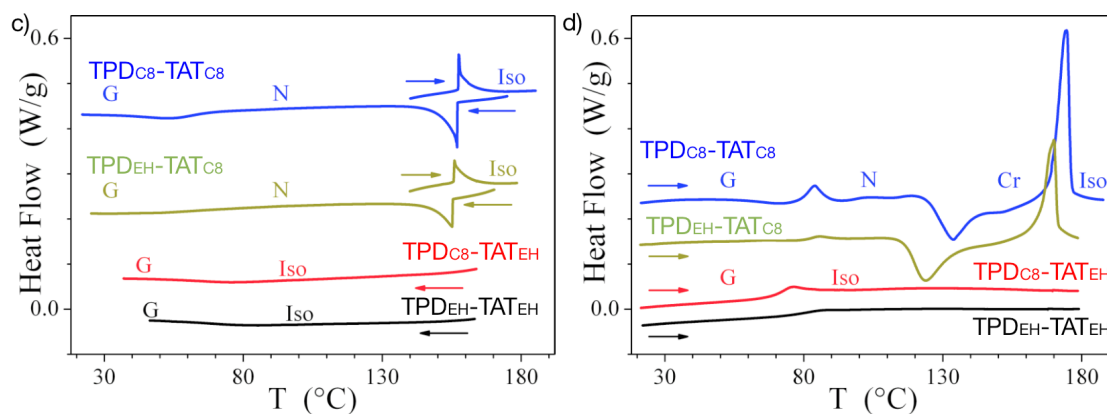 c)
0.6
Heat Flow (W/g)
0.0
TPDC8-TATC8
G
N
Iso
TPDEH-TATC8
G
N
Iso
TPDC8-TATEH
G
Iso
TPDEH-TATEH
G
Iso
30
80
130
180
T (°C)
d)
0.6
Heat Flow (W/g)
0.0
TPDC8-TATC8
G
N
Cr
Iso
TPDEH-TATC8
TPDC8-TATEH
G
Iso
TPDEH-TATEH
30
80
130
180
T (°C)